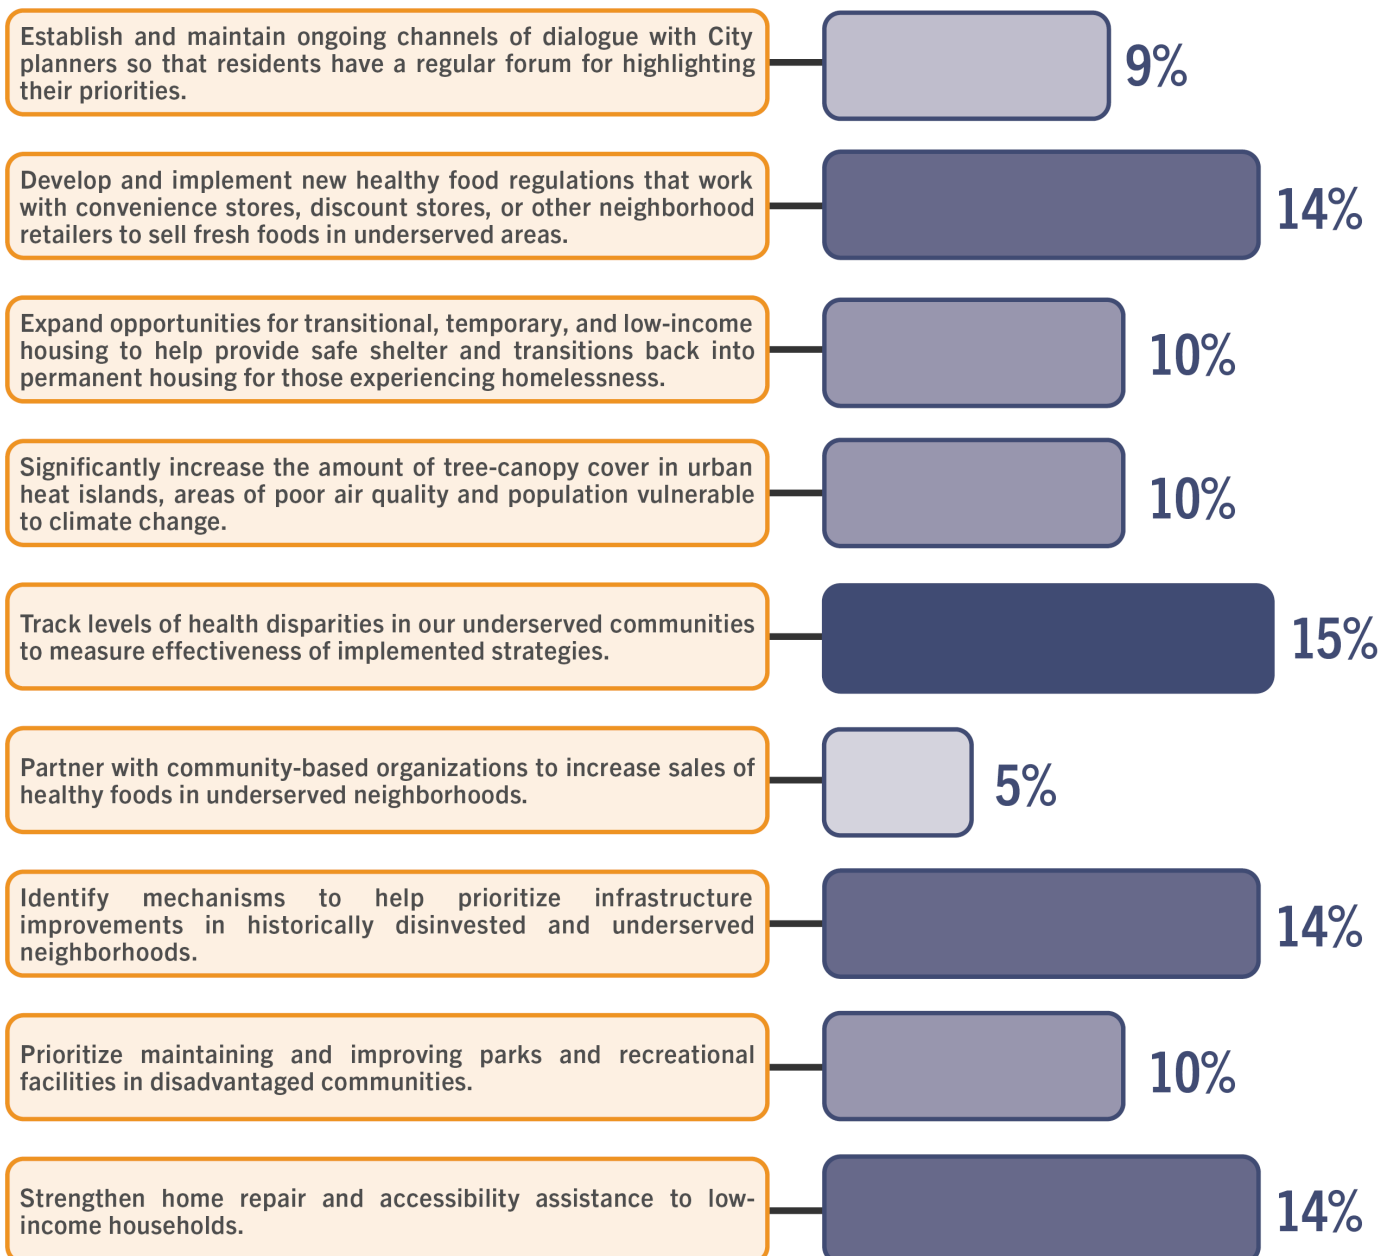 Establish and maintain ongoing channels of dialogue with City
planners so that residents have a regular forum for highlighting
their priorities.
9%
Develop and implement new healthy food regulations that work
with convenience stores, discount stores, or other neighborhood
retailers to sell fresh foods in underserved areas.
14%
Expand opportunities for transitional, temporary, and low-income
housing to help provide safe shelter and transitions back into
permanent housing for those experiencing homelessness.
10%
Significantly increase the amount of tree-canopy cover in urban
heat islands, areas of poor air quality and population vulnerable
to climate change.
10%
Track levels of health disparities in our underserved communities
to measure effectiveness of implemented strategies.
15%
Partner with community-based organizations to increase sales of
healthy foods in underserved neighborhoods.
5%
Identify mechanisms to help prioritize infrastructure
improvements in historically disinvested and underserved
neighborhoods.
14%
Prioritize maintaining and improving parks and recreational
facilities in disadvantaged communities.
10%
Strengthen home repair and accessibility assistance to low-
income households.
14%